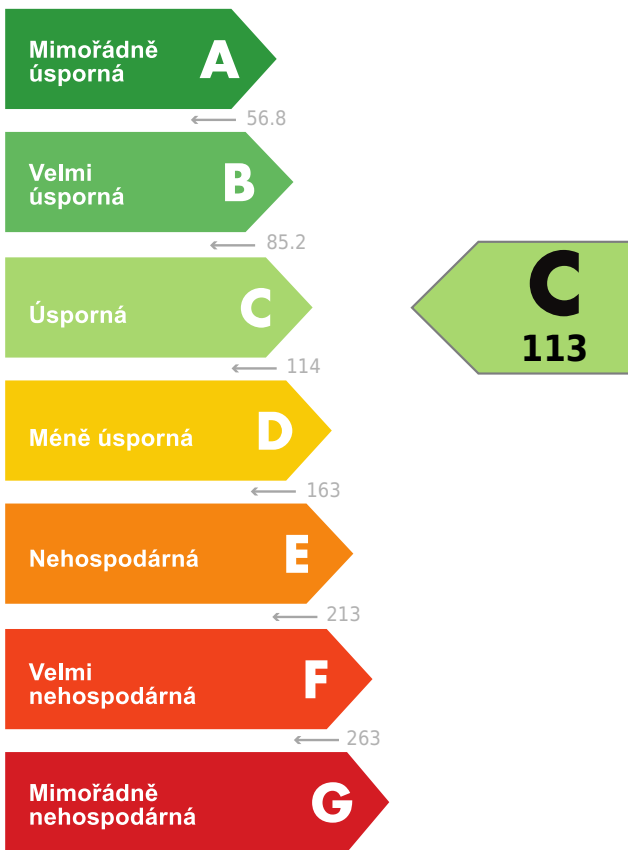 Mimořádně
úsporná
A
← 56.8
Velmi
úsporná
B
← 85.2
Úsporná
C
← 114
C
113
Méně úsporná
D
← 163
Nehospodárná
E
← 213
Velmi
nehospodárná
F
← 263
Mimořádně
nehospodárná
G